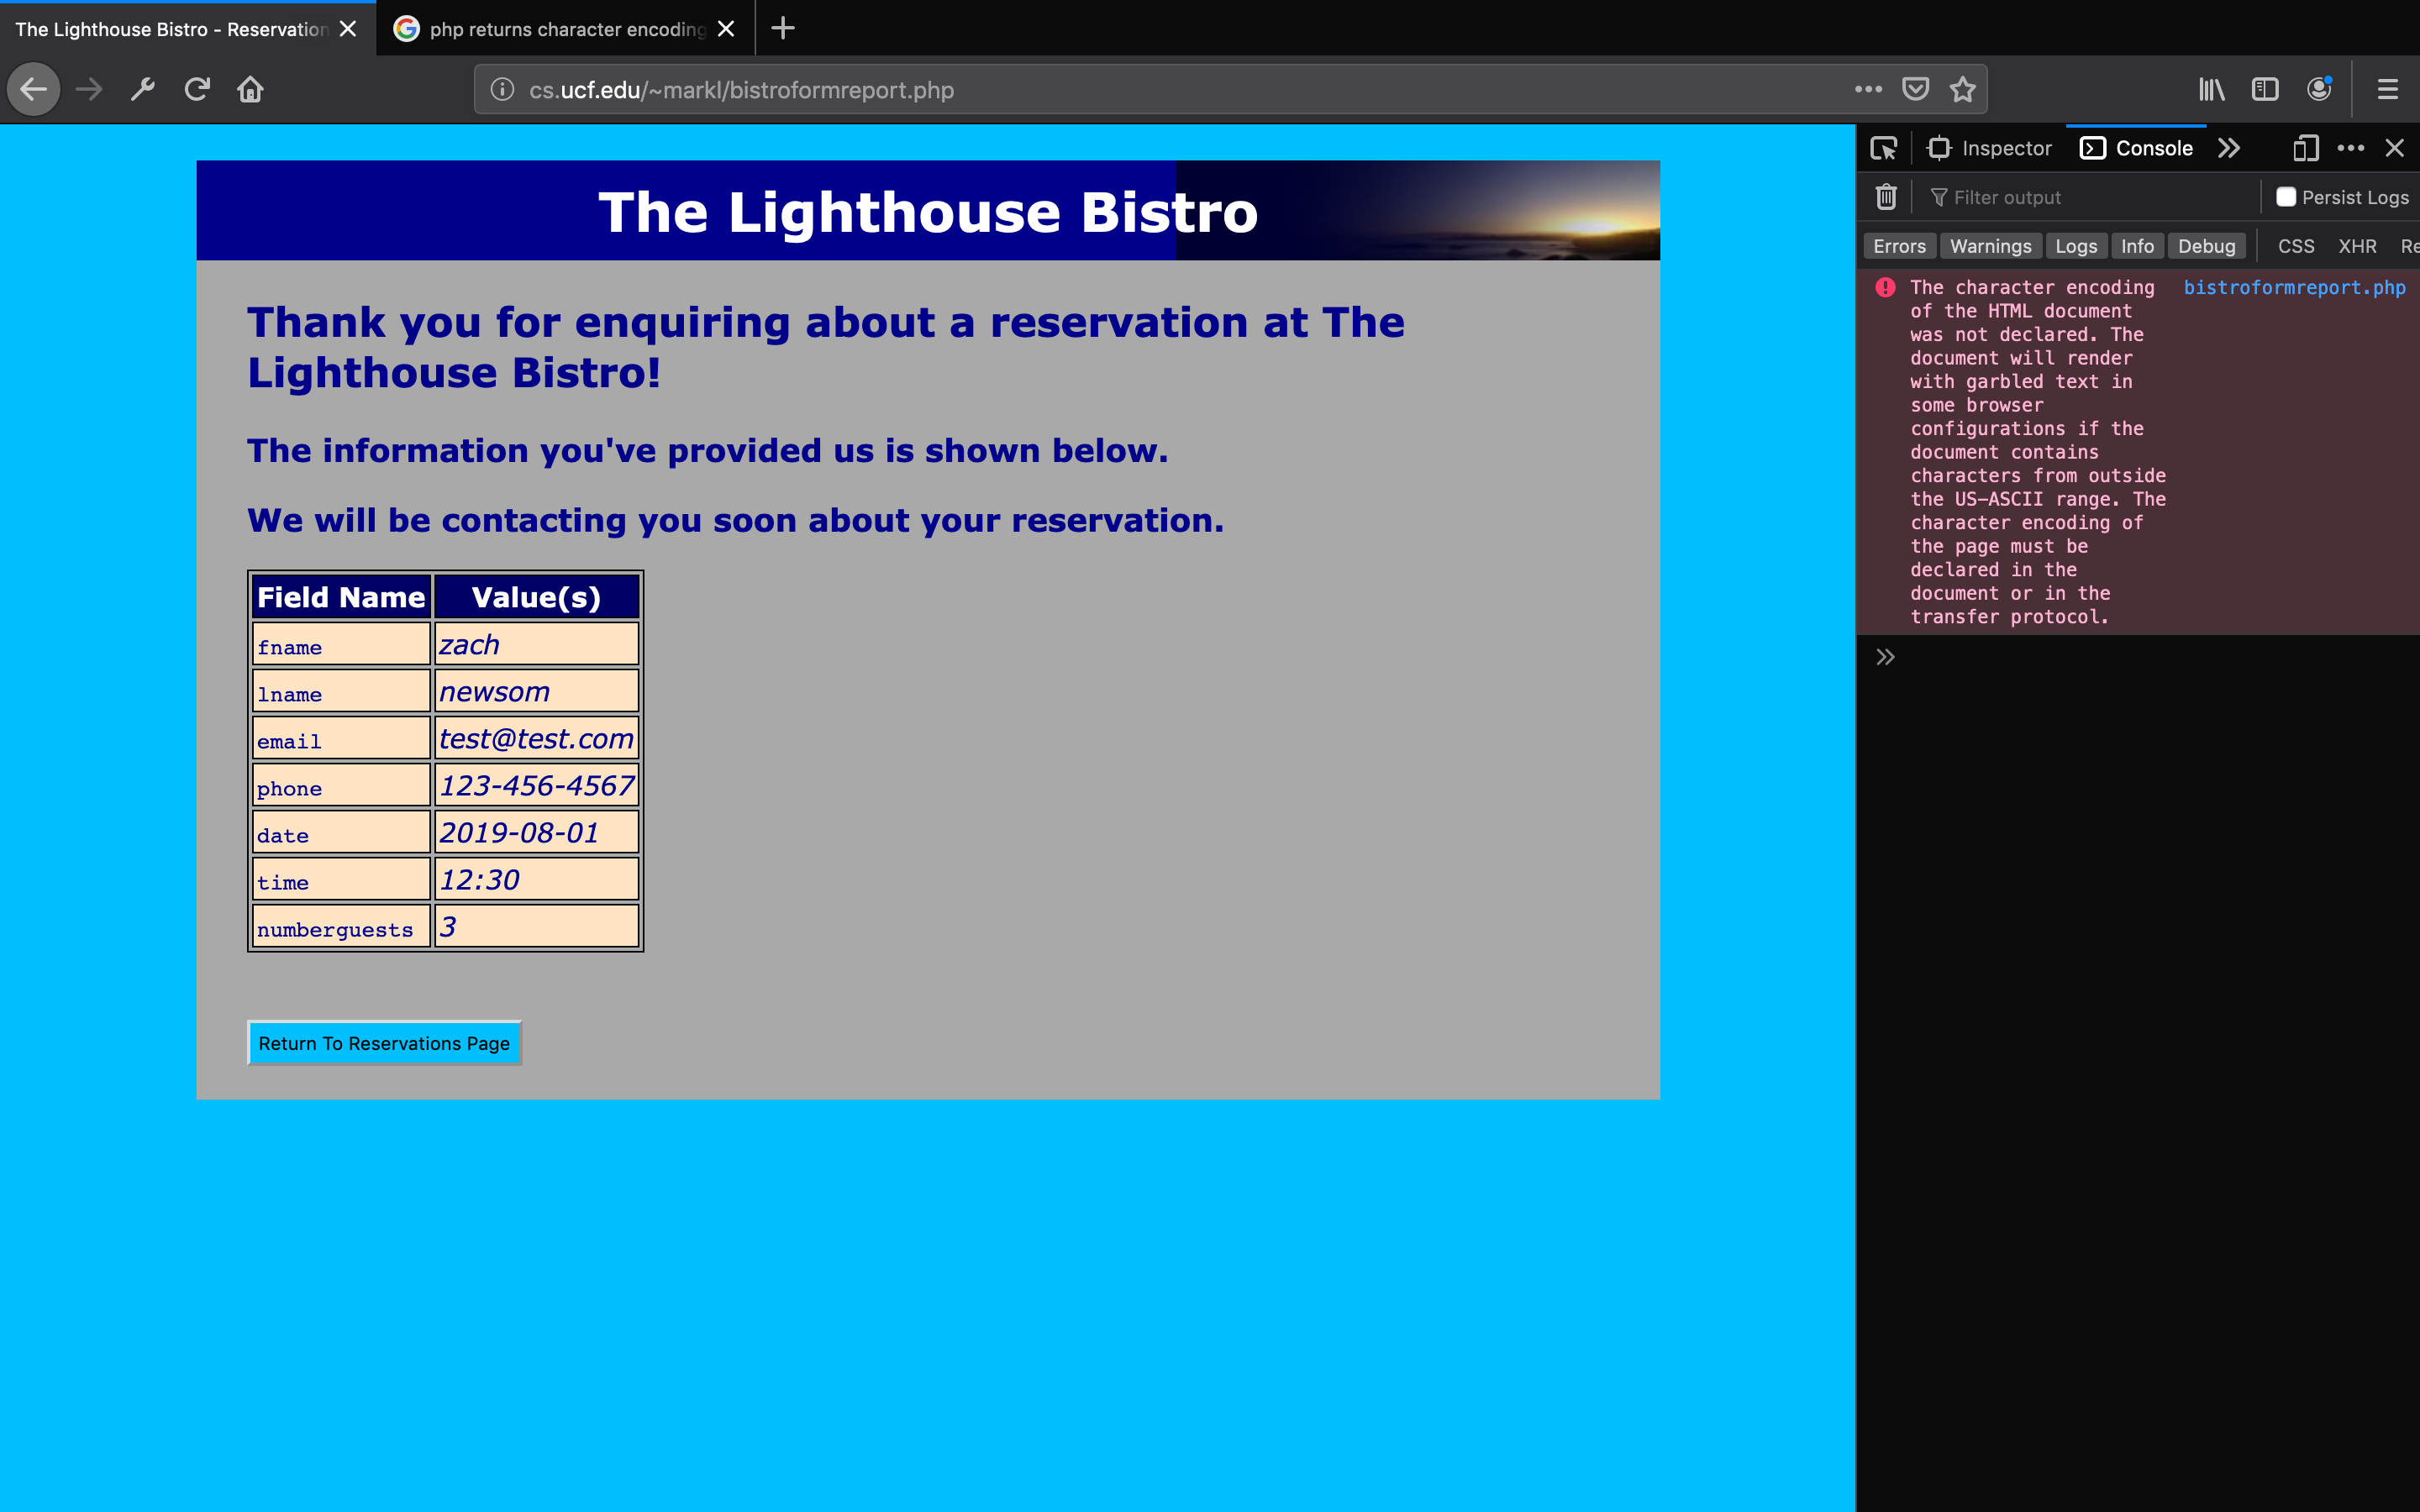 The Lighthouse Bistro - Reservation
php returns character encoding
cs.ucf.edu/~markl/bistroformreport.php
Inspector
Console
Filter output
Persist Logs
Errors Warnings Logs Info Debug CSS XHR Re
The Lighthouse Bistro
Thank you for enquiring about a reservation at The
Lighthouse Bistro!
The information you've provided us is shown below.
We will be contacting you soon about your reservation.
Field Name Value(s)
fname zach
lname newsom
email test@test.com
phone 123-456-4567
date 2019-08-01
time 12:30
numberguests 3
Return To Reservations Page
The character encoding bistroformreport.php
of the HTML document
was not declared. The
document will render
with garbled text in
some browser
configurations if the
document contains
characters from outside
the US-ASCII range. The
character encoding of
the page must be
declared in the
document or in the
transfer protocol.